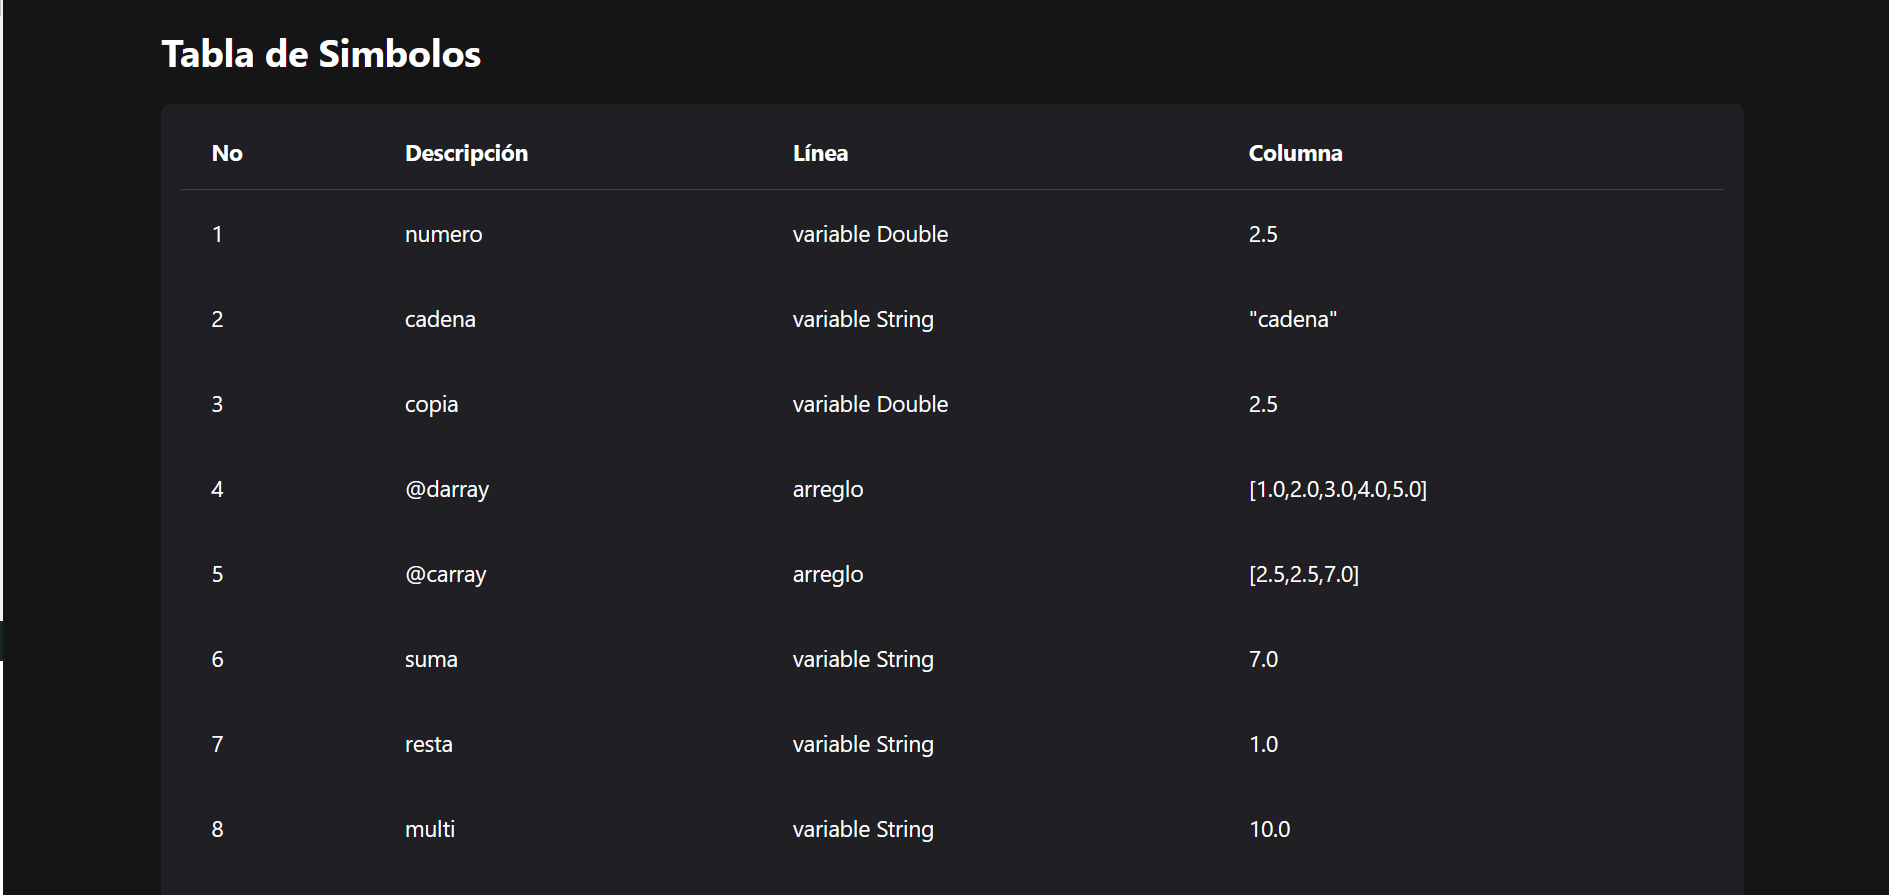 Tabla de Simbolos
No Descripción Línea Columna
1 numero variable Double 2.5
2 cadena variable String "cadena"
3 copia variable Double 2.5
4 @darray arreglo [1.0,2.0,3.0,4.0,5.0]
5 @carray arreglo [2.5,2.5,7.0]
6 suma variable String 7.0
7 resta variable String 1.0
8 multi variable String 10.0